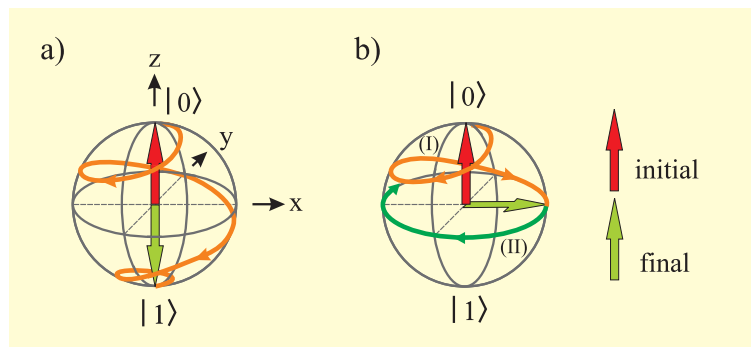 a)
z
|0⟩
y
x
|1⟩
b)
|0⟩
(I)
(II)
|1⟩
initial
final